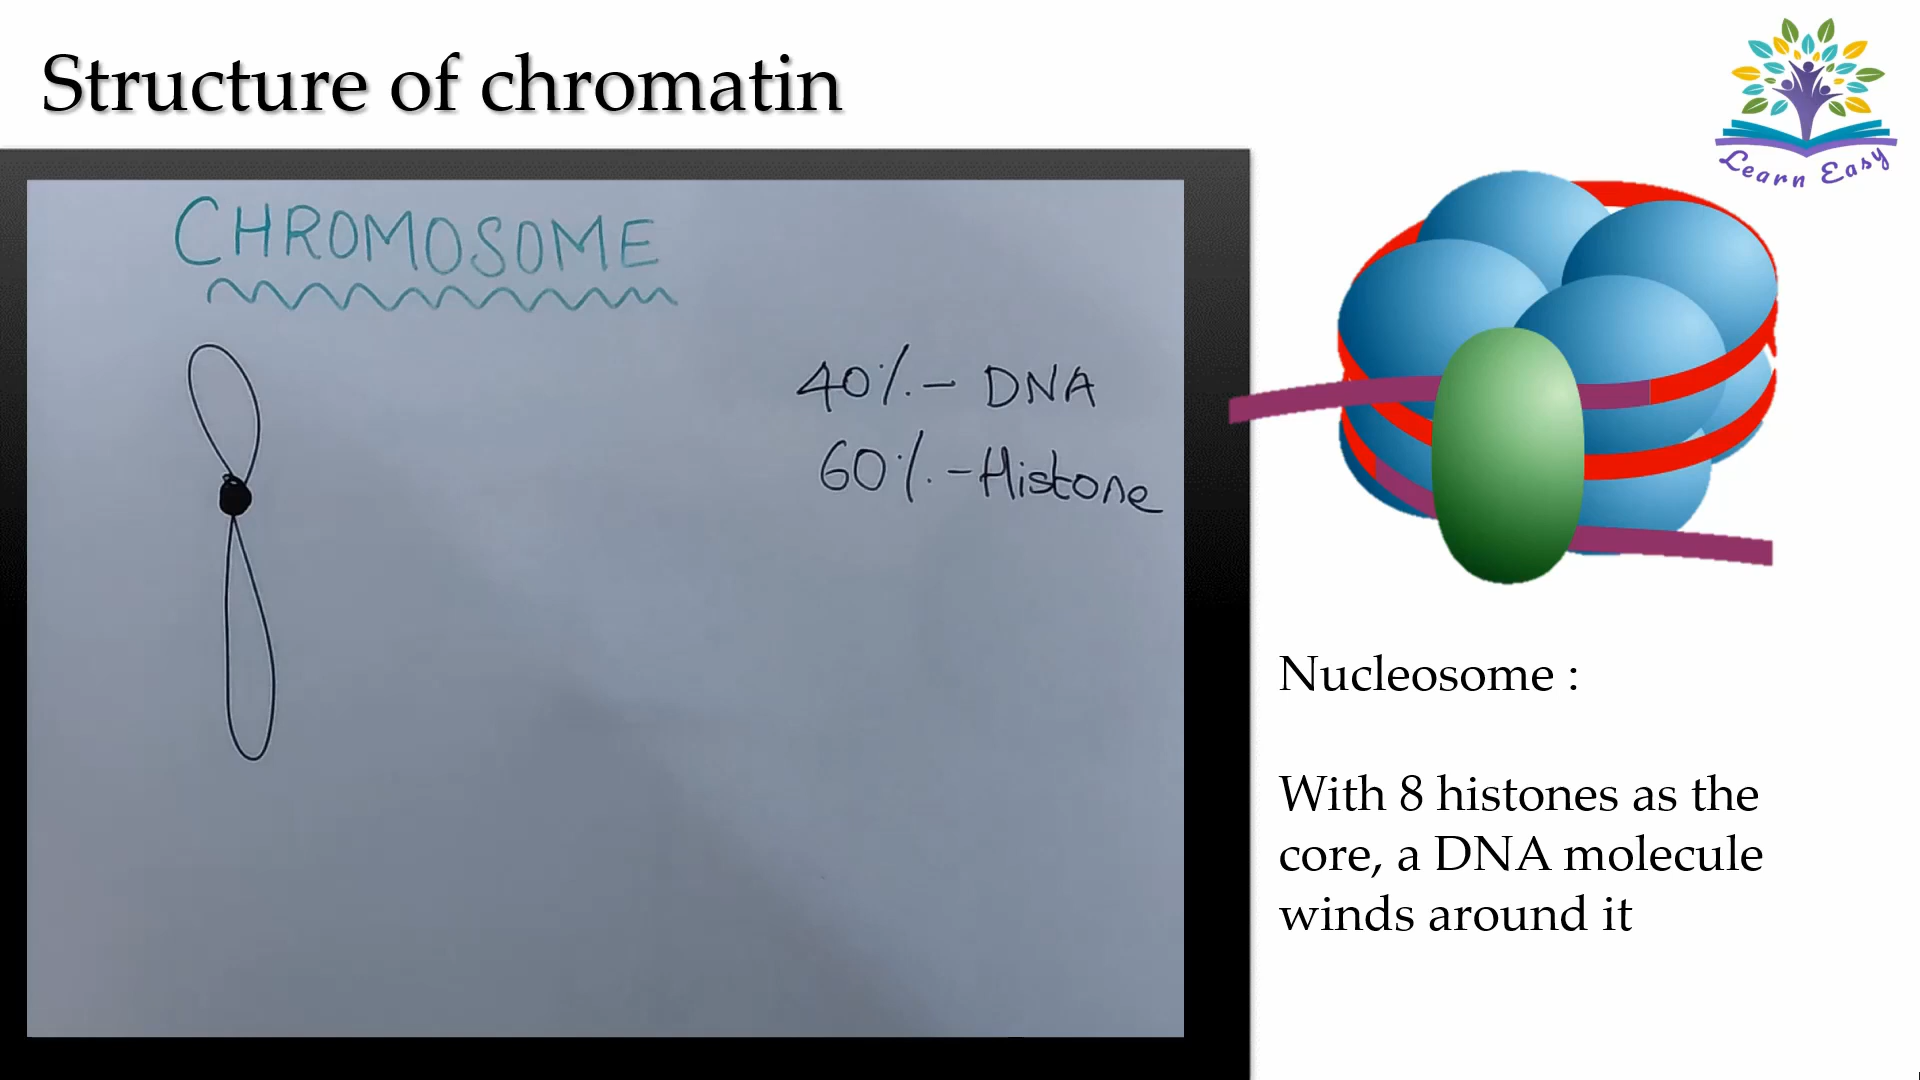 Structure of chromatin
Learn Easy
CHROMOSOME
40% - DNA
60% - Histone
Nucleosome :
With 8 histones as the
core, a DNA molecule
winds around it